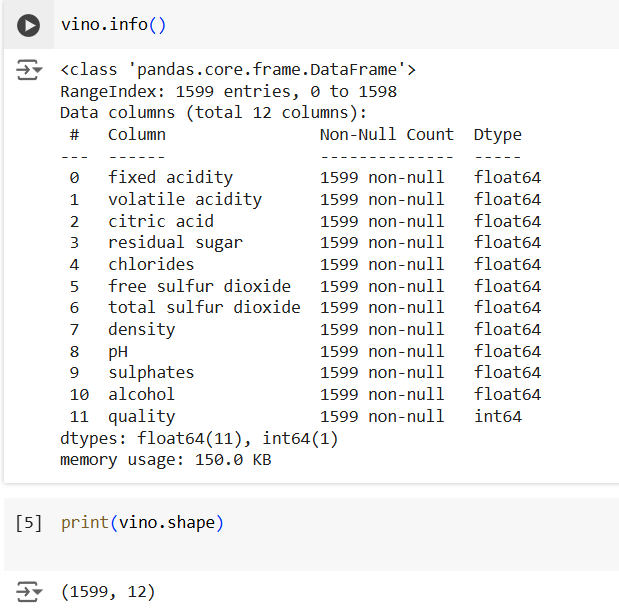 vino.info()
<class 'pandas.core.frame.DataFrame'>
RangeIndex: 1599 entries, 0 to 1598
Data columns (total 12 columns):
 #   Column                Non-Null Count  Dtype
---  ------                --------------  -----
 0   fixed acidity         1599 non-null   float64
 1   volatile acidity      1599 non-null   float64
 2   citric acid           1599 non-null   float64
 3   residual sugar        1599 non-null   float64
 4   chlorides             1599 non-null   float64
 5   free sulfur dioxide   1599 non-null   float64
 6   total sulfur dioxide  1599 non-null   float64
 7   density               1599 non-null   float64
 8   pH                    1599 non-null   float64
 9   sulphates             1599 non-null   float64
 10  alcohol               1599 non-null   float64
 11  quality               1599 non-null   int64
dtypes: float64(11), int64(1)
memory usage: 150.0 KB
[5] print(vino.shape)
(1599, 12)